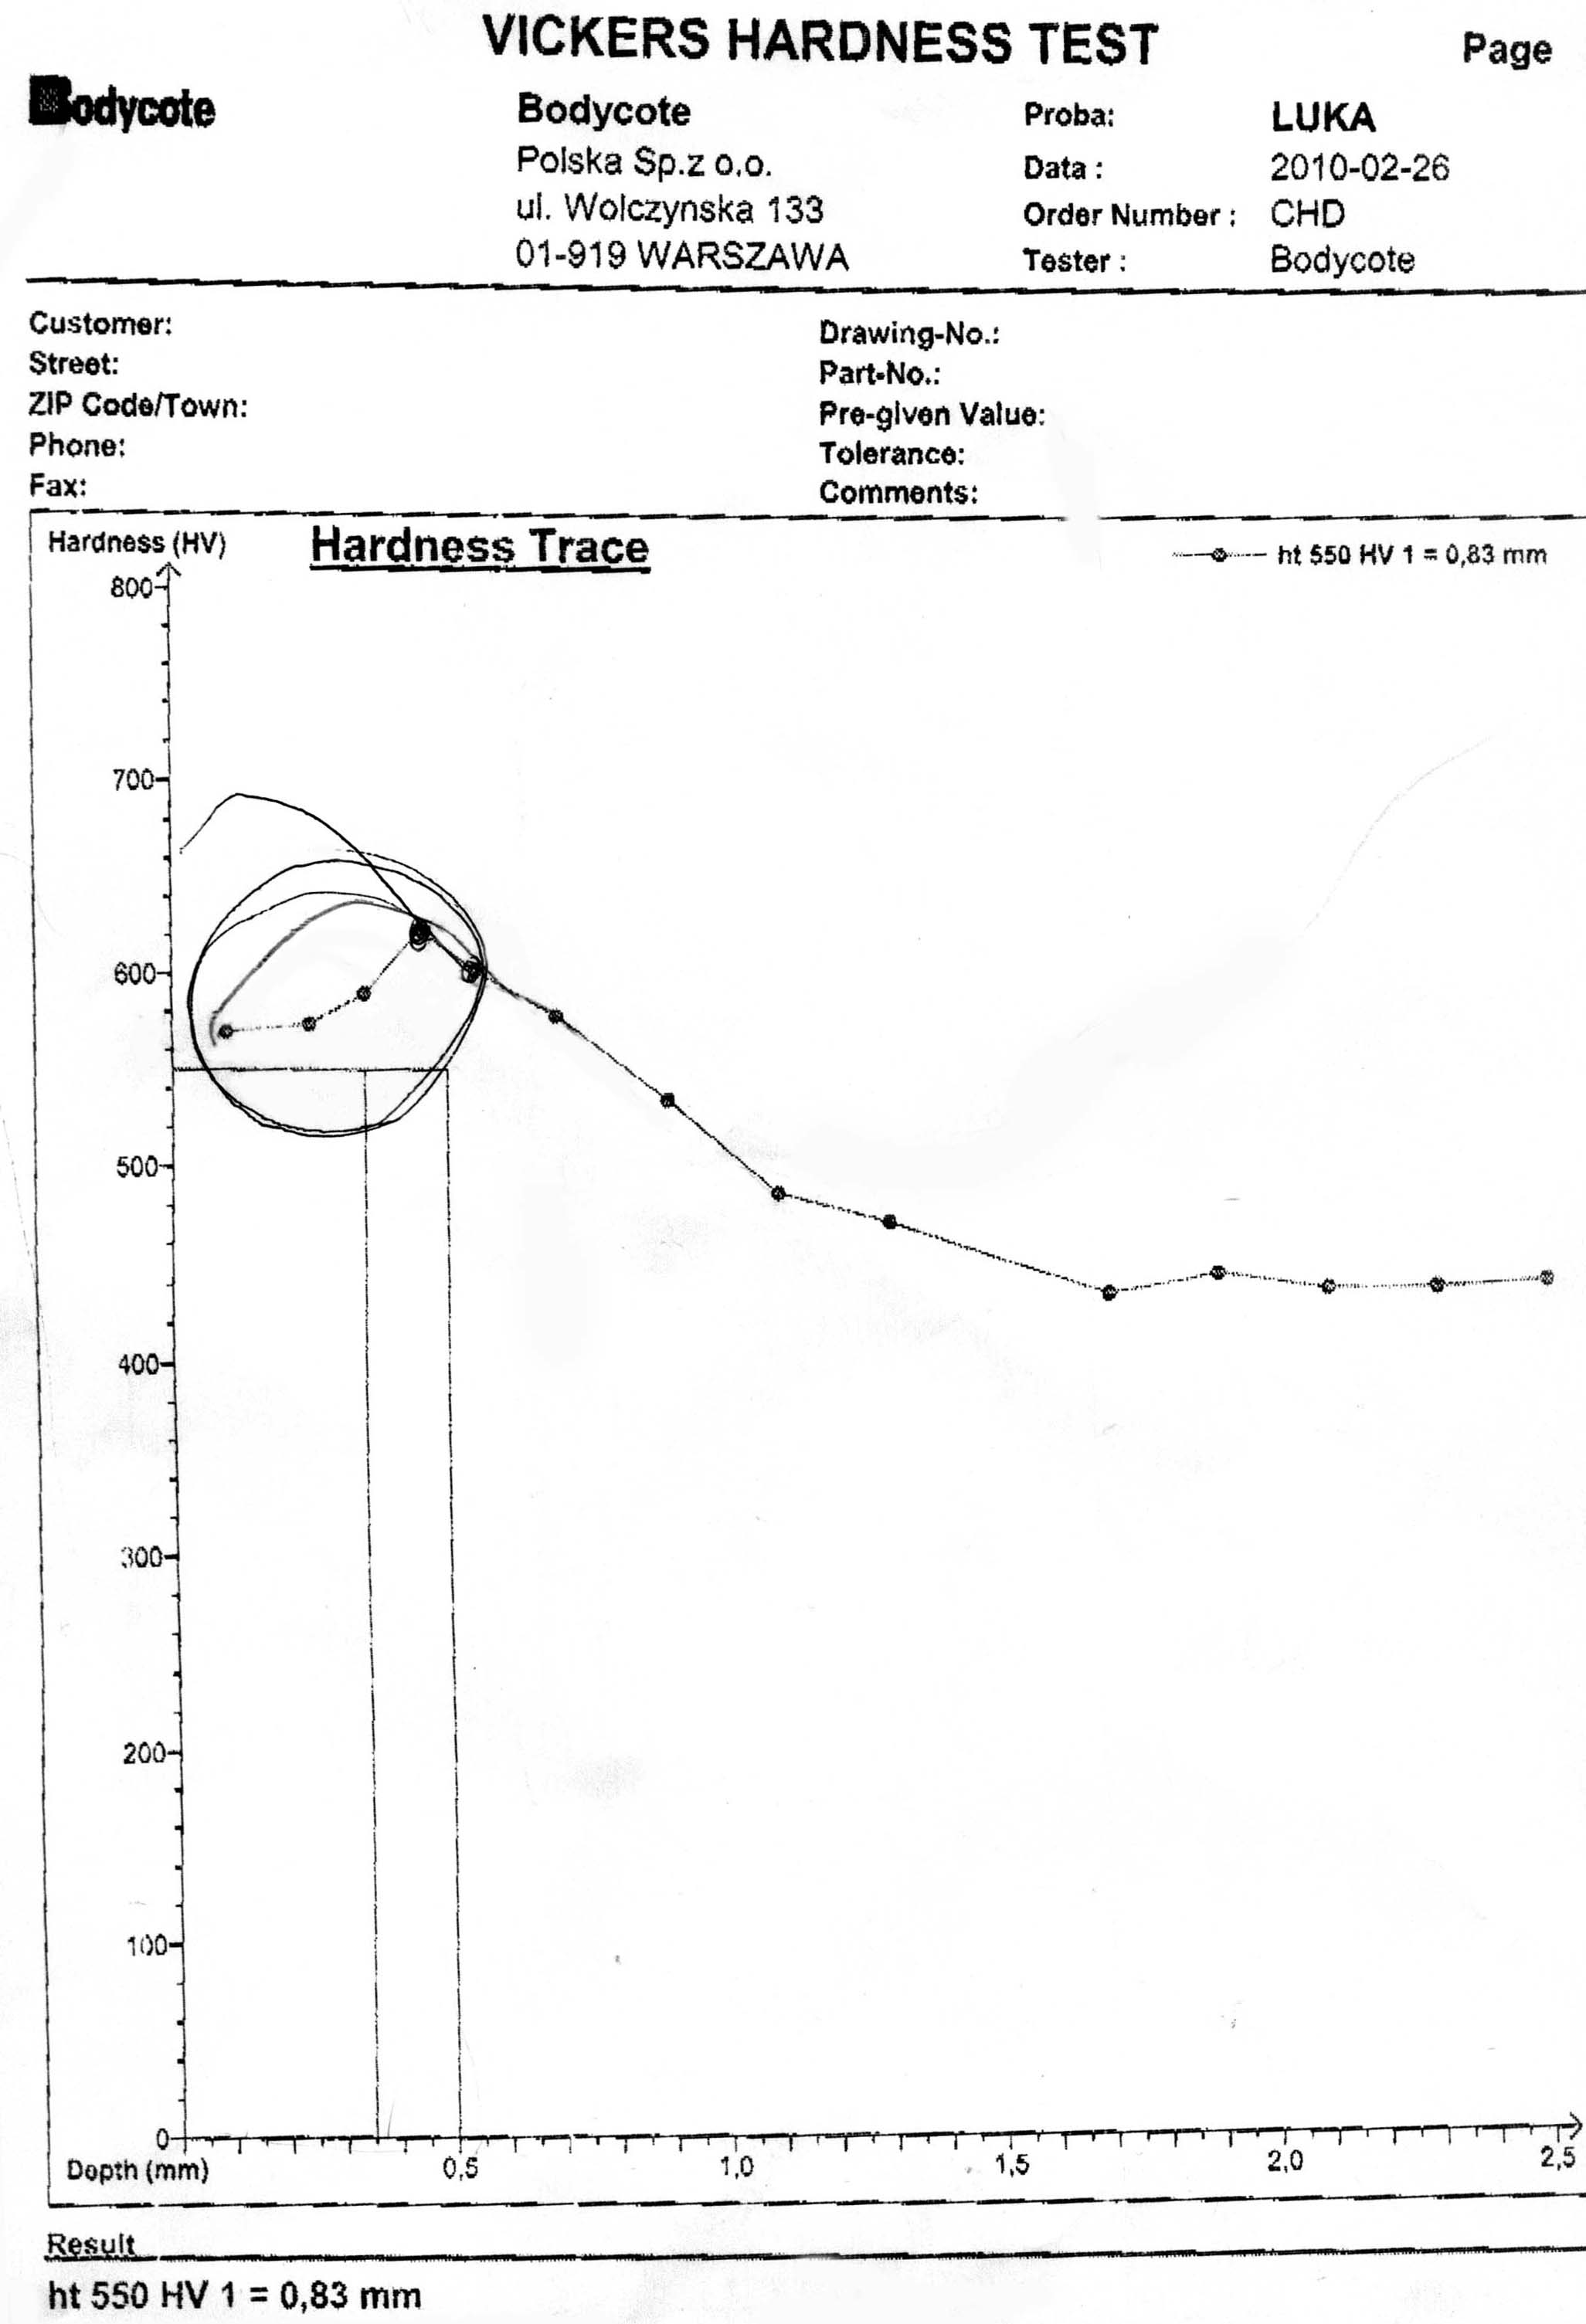 VICKERS HARDNESS TEST
Page
Bodycote
Bodycote
Polska Sp.z o.o.
ul. Wolczynska 133
01-919 WARSZAWA
Proba: LUKA
Data : 2010-02-26
Order Number : CHD
Tester : Bodycote
Customer:
Street:
ZIP Code/Town:
Phone:
Fax:
Drawing-No.:
Part-No.:
Pre-given Value:
Tolerance:
Comments:
Hardness (HV)
Hardness Trace
ht 550 HV 1 = 0,83 mm
800
700
600
500
400
300
200
100
0
Depth (mm)
0,5 1,0 1,5 2,0 2,5
Result
ht 550 HV 1 = 0,83 mm